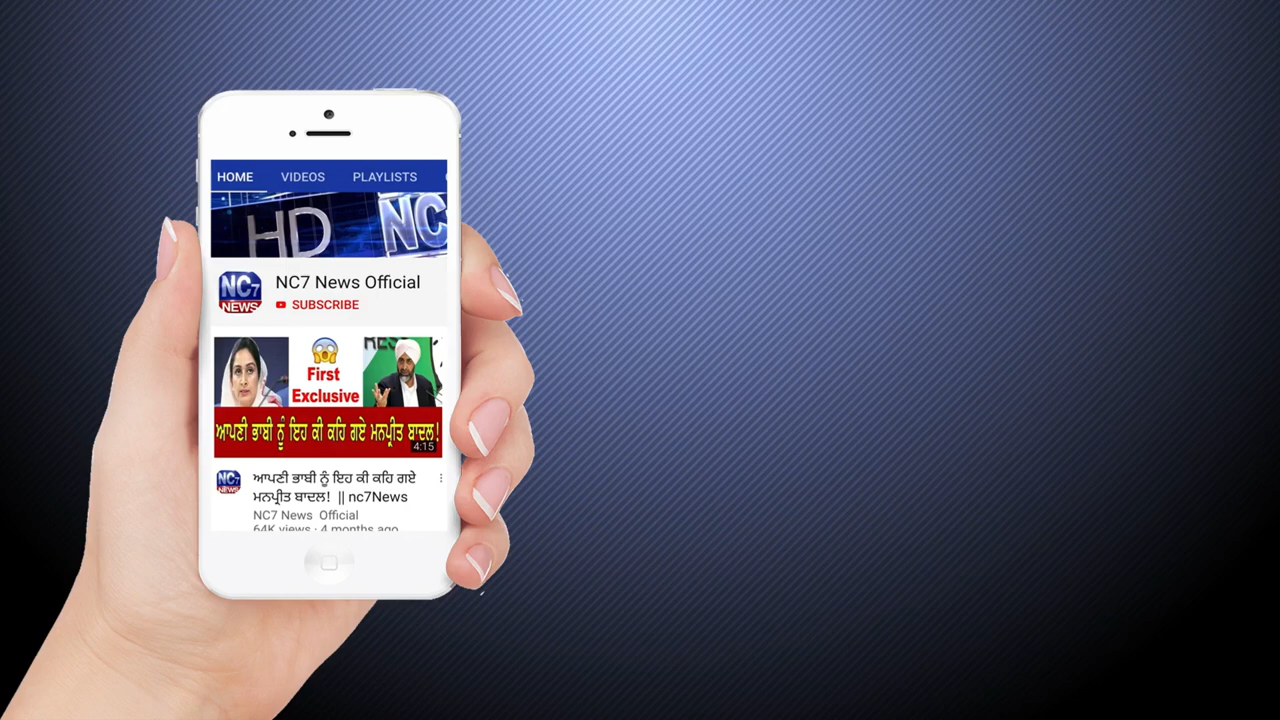 HOME VIDEOS PLAYLISTS
HD NC
NC7 NEWS
NC7 News Official
SUBSCRIBE
First
Exclusive
ਆਪਣੀ ਭਾਬੀ ਨੂੰ ਇਹ ਕੀ ਕਹਿ ਗਏ ਮਨਪ੍ਰੀਤ ਬਾਦਲ!
4:15
NC7 NEWS
ਆਪਣੀ ਭਾਬੀ ਨੂੰ ਇਹ ਕੀ ਕਹਿ ਗਏ
ਮਨਪ੍ਰੀਤ ਬਾਦਲ! || nc7News
NC7 News Official
64K views · 4 months ago